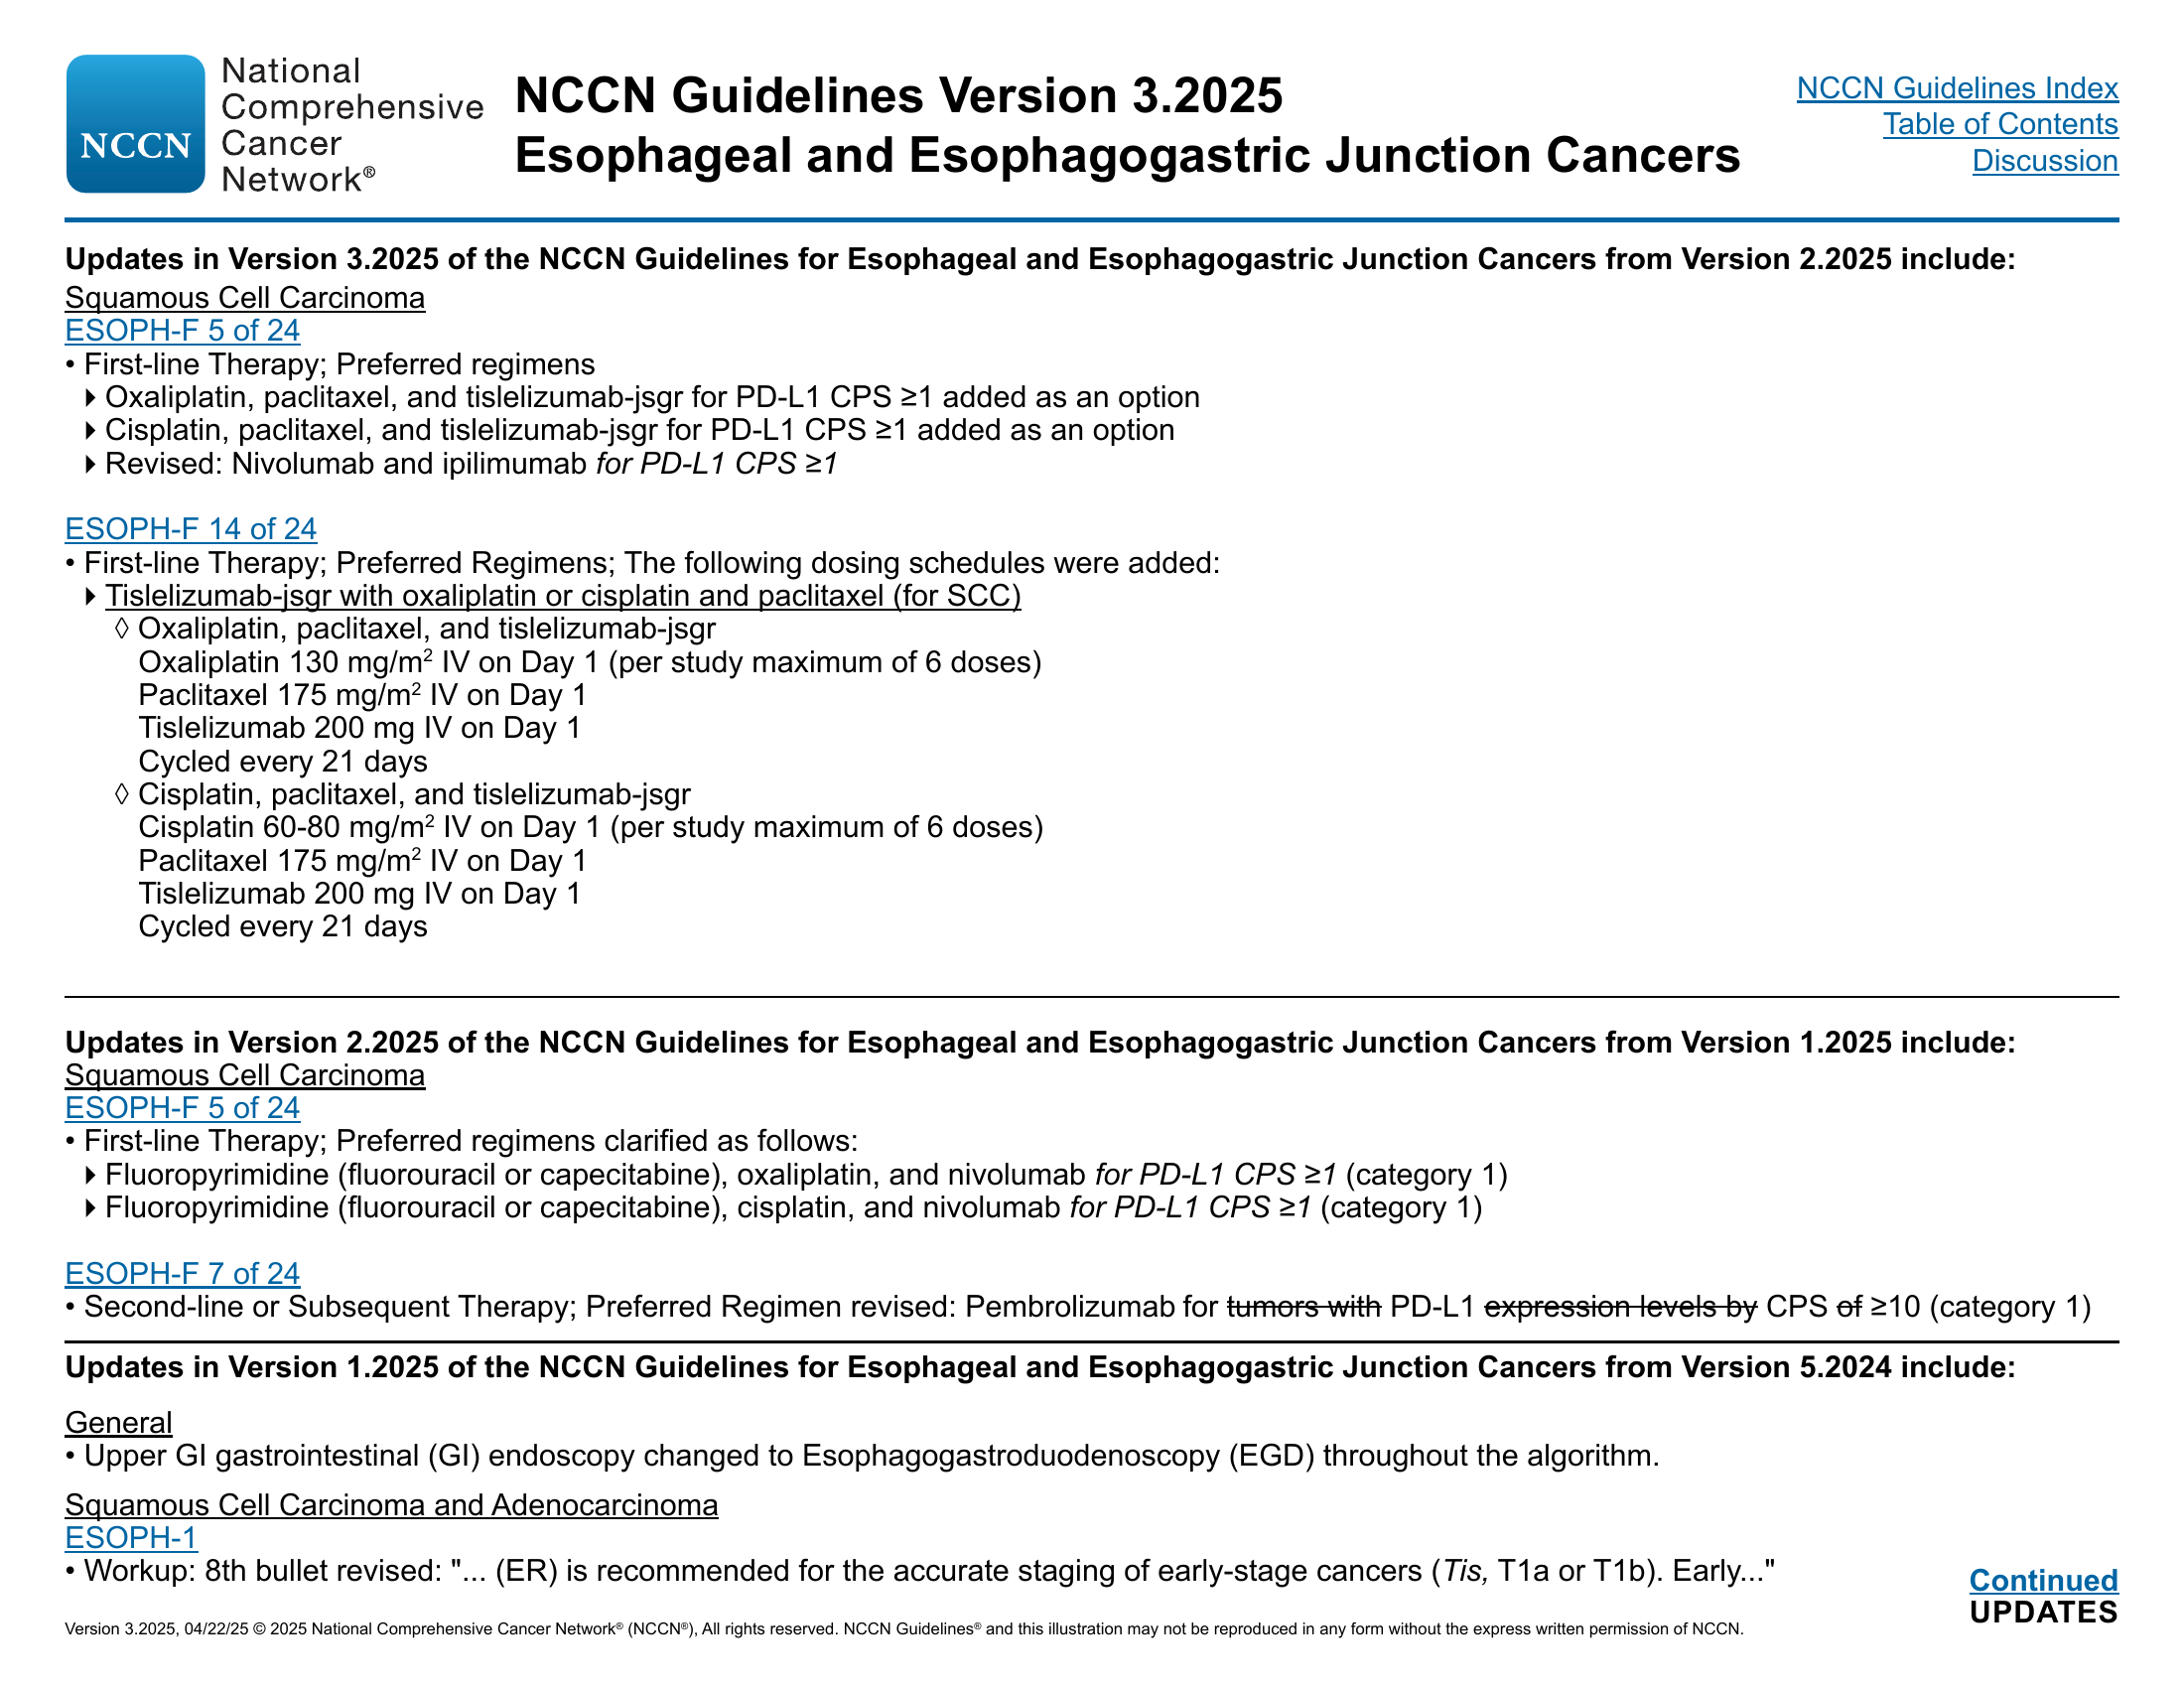 NCCN
National
Comprehensive
Cancer
Network®
NCCN Guidelines Version 3.2025
Esophageal and Esophagogastric Junction Cancers
NCCN Guidelines Index
Table of Contents
Discussion
Updates in Version 3.2025 of the NCCN Guidelines for Esophageal and Esophagogastric Junction Cancers from Version 2.2025 include:
Squamous Cell Carcinoma
ESOPH-F 5 of 24
• First-line Therapy; Preferred regimens
Oxaliplatin, paclitaxel, and tislelizumab-jsgr for PD-L1 CPS ≥1 added as an option
Cisplatin, paclitaxel, and tislelizumab-jsgr for PD-L1 CPS ≥1 added as an option
Revised: Nivolumab and ipilimumab for PD-L1 CPS ≥1
ESOPH-F 14 of 24
• First-line Therapy; Preferred Regimens; The following dosing schedules were added:
Tislelizumab-jsgr with oxaliplatin or cisplatin and paclitaxel (for SCC)
◊ Oxaliplatin, paclitaxel, and tislelizumab-jsgr
Oxaliplatin 130 mg/m² IV on Day 1 (per study maximum of 6 doses)
Paclitaxel 175 mg/m² IV on Day 1
Tislelizumab 200 mg IV on Day 1
Cycled every 21 days
◊ Cisplatin, paclitaxel, and tislelizumab-jsgr
Cisplatin 60-80 mg/m² IV on Day 1 (per study maximum of 6 doses)
Paclitaxel 175 mg/m² IV on Day 1
Tislelizumab 200 mg IV on Day 1
Cycled every 21 days
Updates in Version 2.2025 of the NCCN Guidelines for Esophageal and Esophagogastric Junction Cancers from Version 1.2025 include:
Squamous Cell Carcinoma
ESOPH-F 5 of 24
• First-line Therapy; Preferred regimens clarified as follows:
Fluoropyrimidine (fluorouracil or capecitabine), oxaliplatin, and nivolumab for PD-L1 CPS ≥1 (category 1)
Fluoropyrimidine (fluorouracil or capecitabine), cisplatin, and nivolumab for PD-L1 CPS ≥1 (category 1)
ESOPH-F 7 of 24
• Second-line or Subsequent Therapy; Preferred Regimen revised: Pembrolizumab for tumors with PD-L1 expression levels by CPS of ≥10 (category 1)
Updates in Version 1.2025 of the NCCN Guidelines for Esophageal and Esophagogastric Junction Cancers from Version 5.2024 include:
General
• Upper GI gastrointestinal (GI) endoscopy changed to Esophagogastroduodenoscopy (EGD) throughout the algorithm.
Squamous Cell Carcinoma and Adenocarcinoma
ESOPH-1
• Workup: 8th bullet revised: "... (ER) is recommended for the accurate staging of early-stage cancers (Tis, T1a or T1b). Early..."
Continued
UPDATES
Version 3.2025, 04/22/25 © 2025 National Comprehensive Cancer Network® (NCCN®), All rights reserved. NCCN Guidelines® and this illustration may not be reproduced in any form without the express written permission of NCCN.